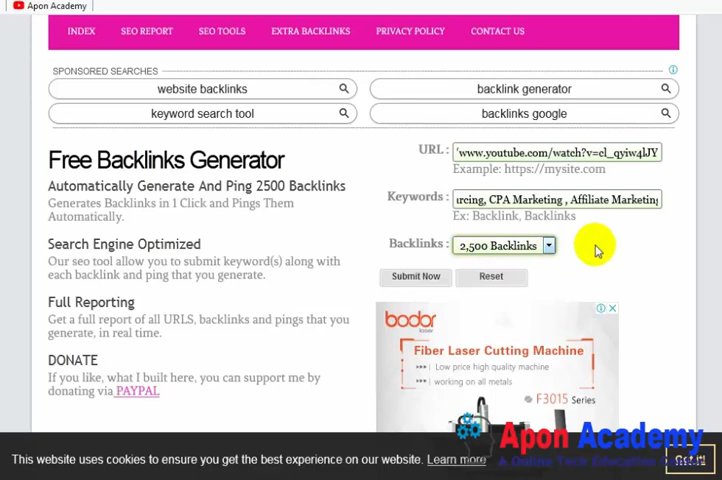 Apon Academy
INDEX SEO REPORT SEO TOOLS EXTRA BACKLINKS PRIVACY POLICY CONTACT US
SPONSORED SEARCHES
website backlinks
backlink generator
keyword search tool
backlinks google
Free Backlinks Generator
Automatically Generate And Ping 2500 Backlinks
Generates Backlinks in 1 Click and Pings Them
Automatically.
Search Engine Optimized
Our seo tool allow you to submit keyword(s) along with
each backlink and ping that you generate.
Full Reporting
Get a full report of all URLS, backlinks and pings that you
generate, in real time.
DONATE
If you like, what I built here, you can support me by
donating via PAYPAL
URL : 'www.youtube.com/watch?v=cl_qyiw4lJY
Example: https://mysite.com
Keywords : urcing, CPA Marketing , Affiliate Marketing
Ex: Backlink, Backlinks
Backlinks : 2,500 Backlinks
Submit Now Reset
bodor
laser
Fiber Laser Cutting Machine
>>> Low price high quality machine
>>> working on all metals
F3015 Series
Apon Academy
A Online Tech Education
This website uses cookies to ensure you get the best experience on our website. Learn more
Got it!